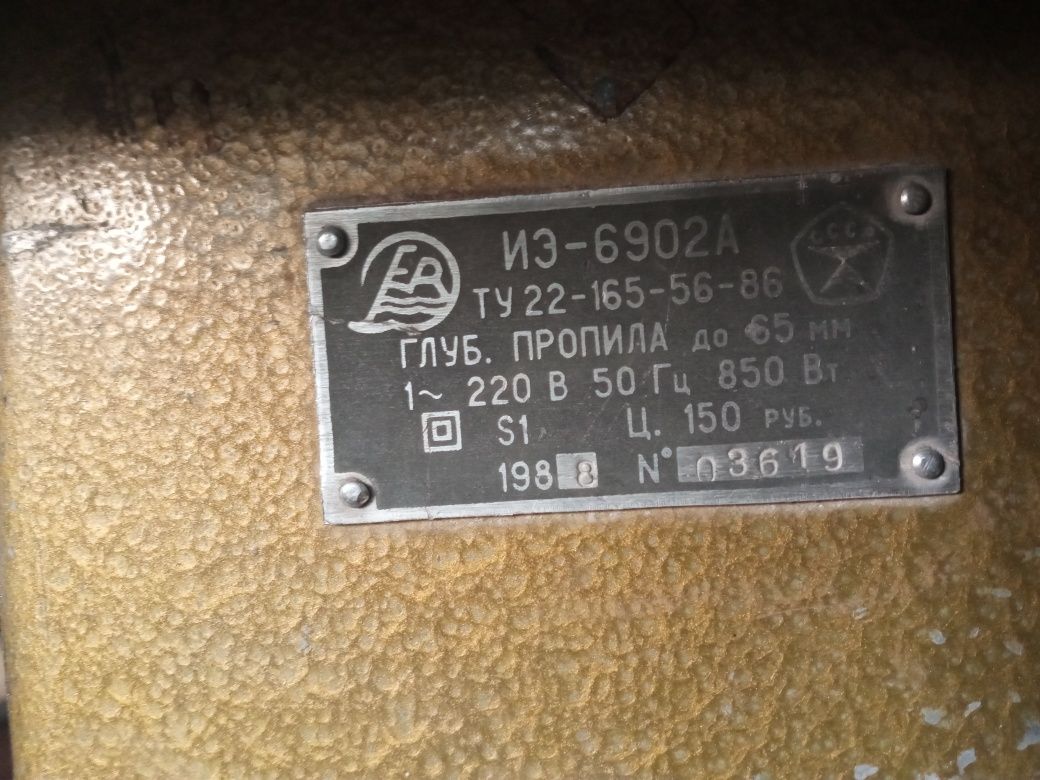 ИЭ-6902А
СССР
ТУ 22-165-56-86
ГЛУБ. ПРОПИЛА до 65 мм
1~ 220 В 50 Гц 850 Вт
S1 Ц. 150 РУБ.
1988 N° 03619